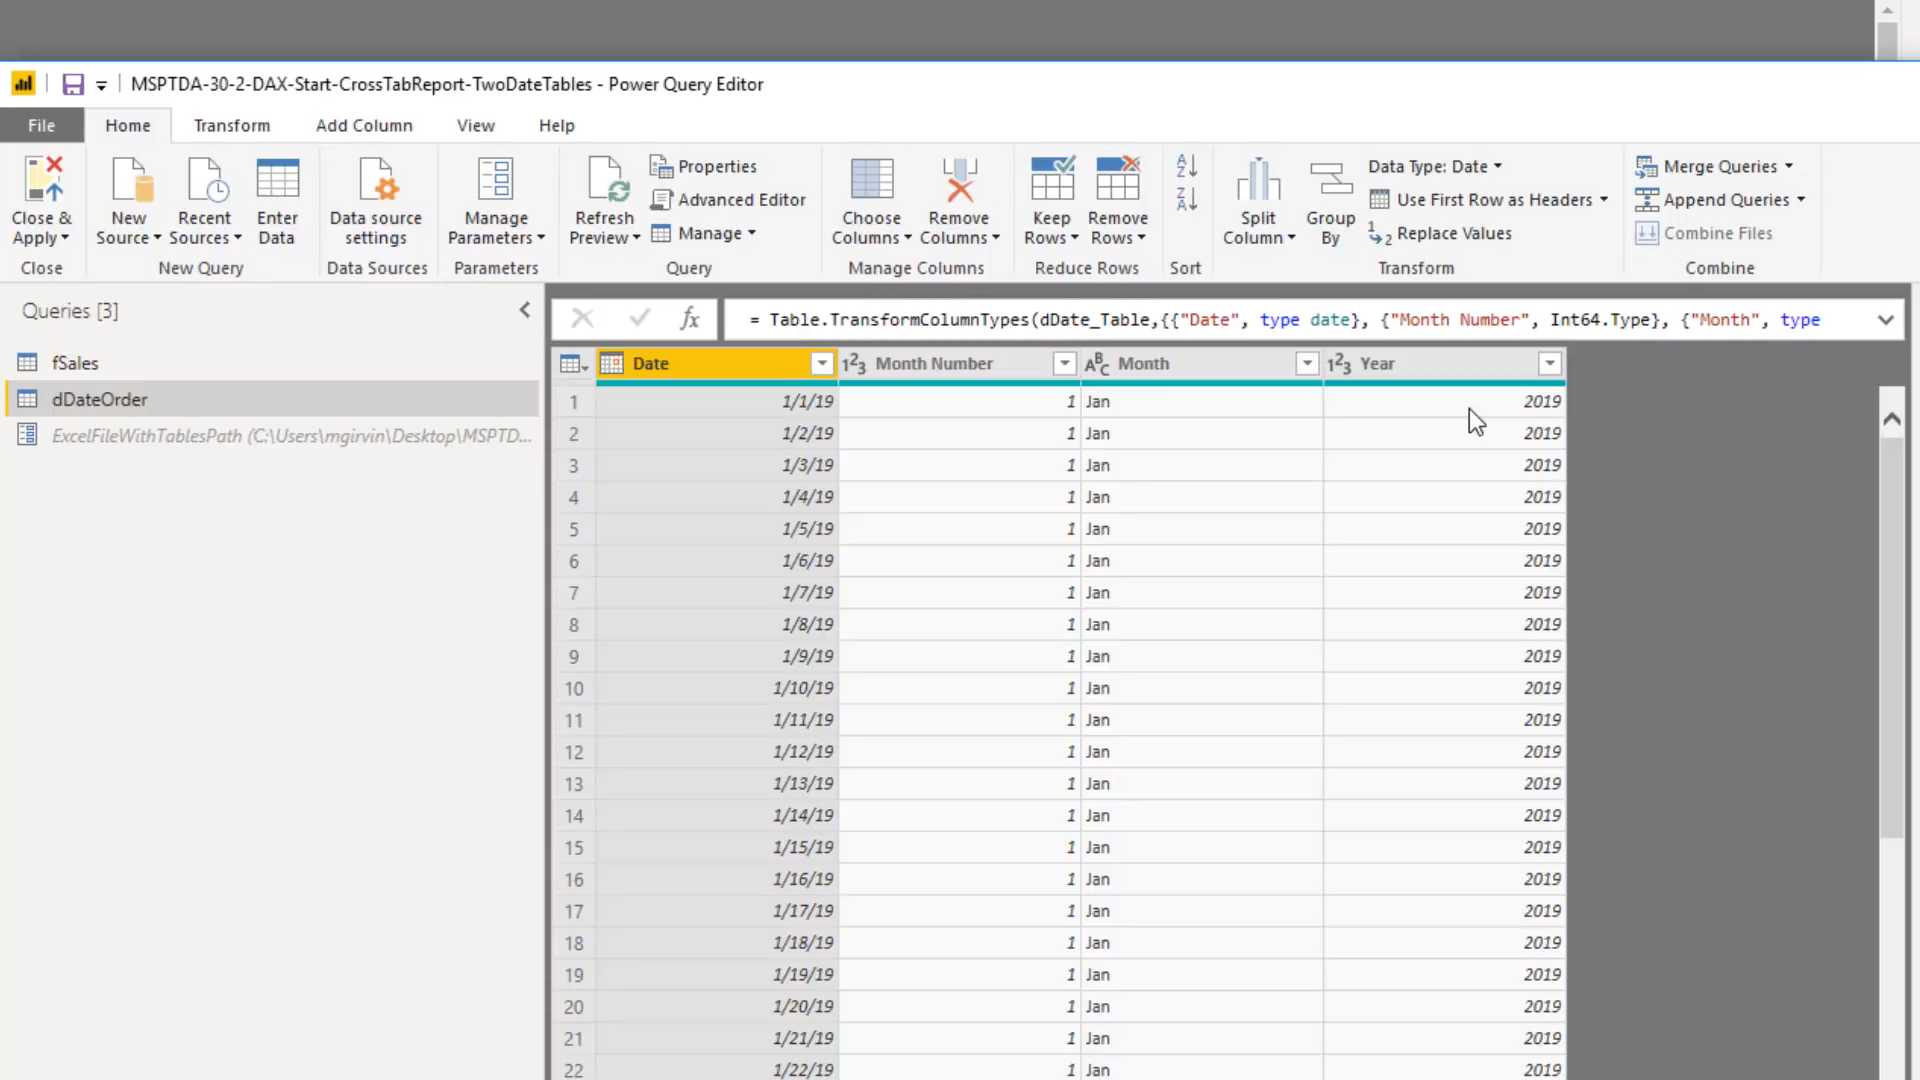 MSPTDA-30-2-DAX-Start-CrossTabReport-TwoDateTables - Power Query Editor
File Home Transform Add Column View Help
Close & Apply
New Source
Recent Sources
Enter Data
Data source settings
Manage Parameters
Refresh Preview
Properties
Advanced Editor
Manage
Choose Columns
Remove Columns
Keep Rows
Remove Rows
Split Column
Group By
Data Type: Date
Use First Row as Headers
Replace Values
Merge Queries
Append Queries
Combine Files
Close New Query Data Sources Parameters Query Manage Columns Reduce Rows Sort Transform Combine
Queries [3]
fSales
dDateOrder
ExcelFileWithTablesPath (C:\Users\mgirvin\Desktop\MSPTD...
fx = Table.TransformColumnTypes(dDate_Table,{{"Date", type date}, {"Month Number", Int64.Type}, {"Month", type
Date 123 Month Number ABC Month 123 Year
1 1/1/19 1 Jan 2019
2 1/2/19 1 Jan 2019
3 1/3/19 1 Jan 2019
4 1/4/19 1 Jan 2019
5 1/5/19 1 Jan 2019
6 1/6/19 1 Jan 2019
7 1/7/19 1 Jan 2019
8 1/8/19 1 Jan 2019
9 1/9/19 1 Jan 2019
10 1/10/19 1 Jan 2019
11 1/11/19 1 Jan 2019
12 1/12/19 1 Jan 2019
13 1/13/19 1 Jan 2019
14 1/14/19 1 Jan 2019
15 1/15/19 1 Jan 2019
16 1/16/19 1 Jan 2019
17 1/17/19 1 Jan 2019
18 1/18/19 1 Jan 2019
19 1/19/19 1 Jan 2019
20 1/20/19 1 Jan 2019
21 1/21/19 1 Jan 2019
22 1/22/19 1 Jan 2019